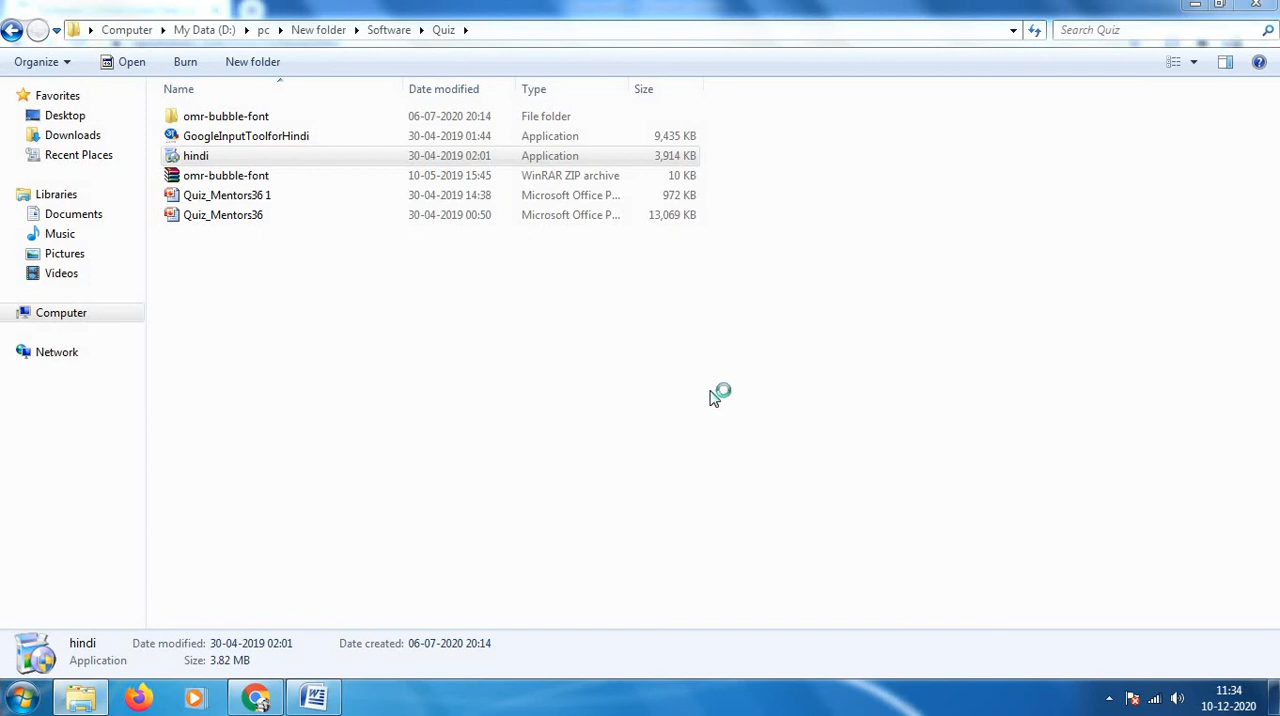 Computer My Data (D:) pc New folder Software Quiz Search Quiz
Organize Open Burn New folder
Name Date modified Type Size
Favorites
Desktop
Downloads
Recent Places
Libraries
Documents
Music
Pictures
Videos
Computer
Network
omr-bubble-font 06-07-2020 20:14 File folder
GoogleInputToolforHindi 30-04-2019 01:44 Application 9,435 KB
hindi 30-04-2019 02:01 Application 3,914 KB
omr-bubble-font 10-05-2019 15:45 WinRAR ZIP archive 10 KB
Quiz_Mentors36 1 30-04-2019 14:38 Microsoft Office P... 972 KB
Quiz_Mentors36 30-04-2019 00:50 Microsoft Office P... 13,069 KB
hindi Date modified: 30-04-2019 02:01 Date created: 06-07-2020 20:14
Application Size: 3.82 MB
11:34
10-12-2020